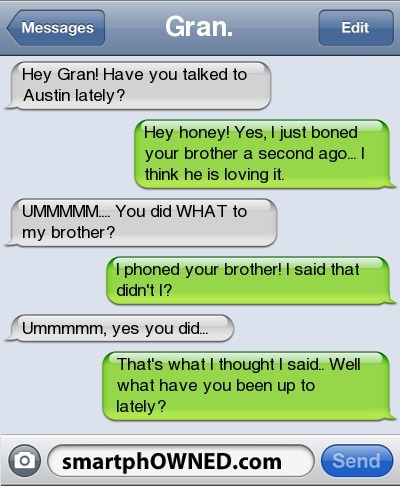 Messages
Gran.
Edit
Hey Gran! Have you talked to
Austin lately?
Hey honey! Yes, I just boned
your brother a second ago... I
think he is loving it.
UMMMMM.... You did WHAT to
my brother?
I phoned your brother! I said that
didn't I?
Ummmmm, yes you did...
That's what I thought I said.. Well
what have you been up to
lately?
smartphOWNED.com
Send